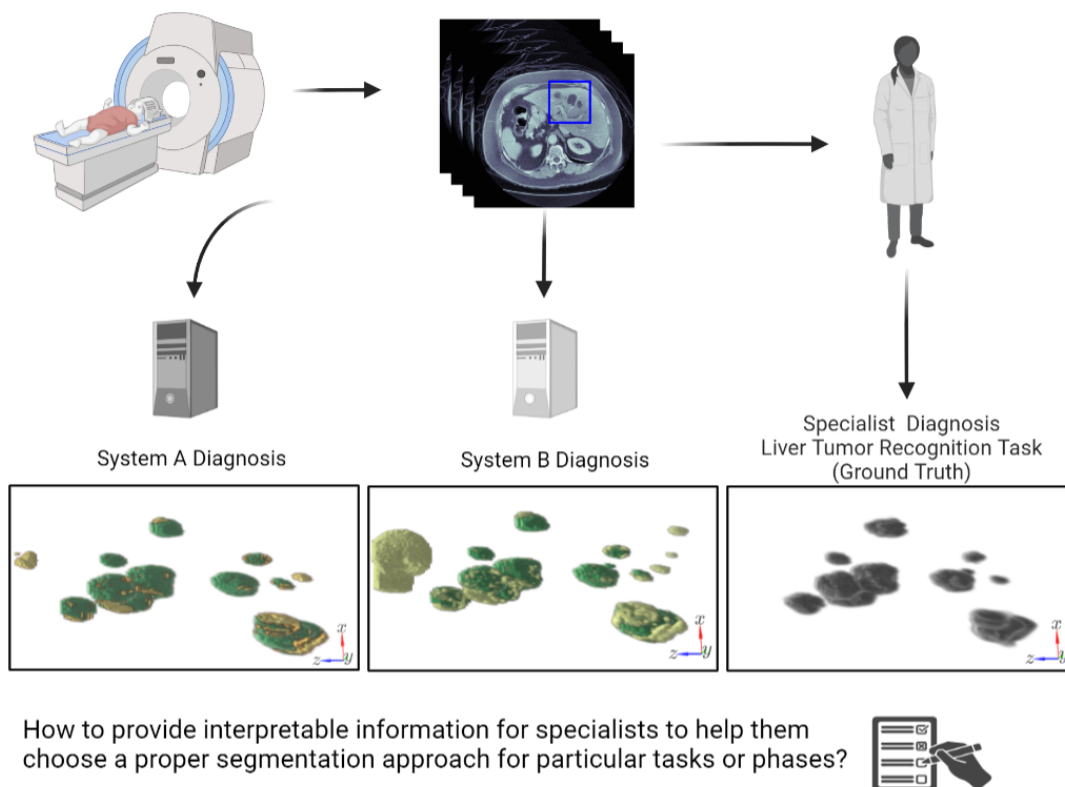 System A Diagnosis
System B Diagnosis
Specialist Diagnosis
Liver Tumor Recognition Task
(Ground Truth)
x
z
y
x
z
y
x
z
y
How to provide interpretable information for specialists to help them
choose a proper segmentation approach for particular tasks or phases?